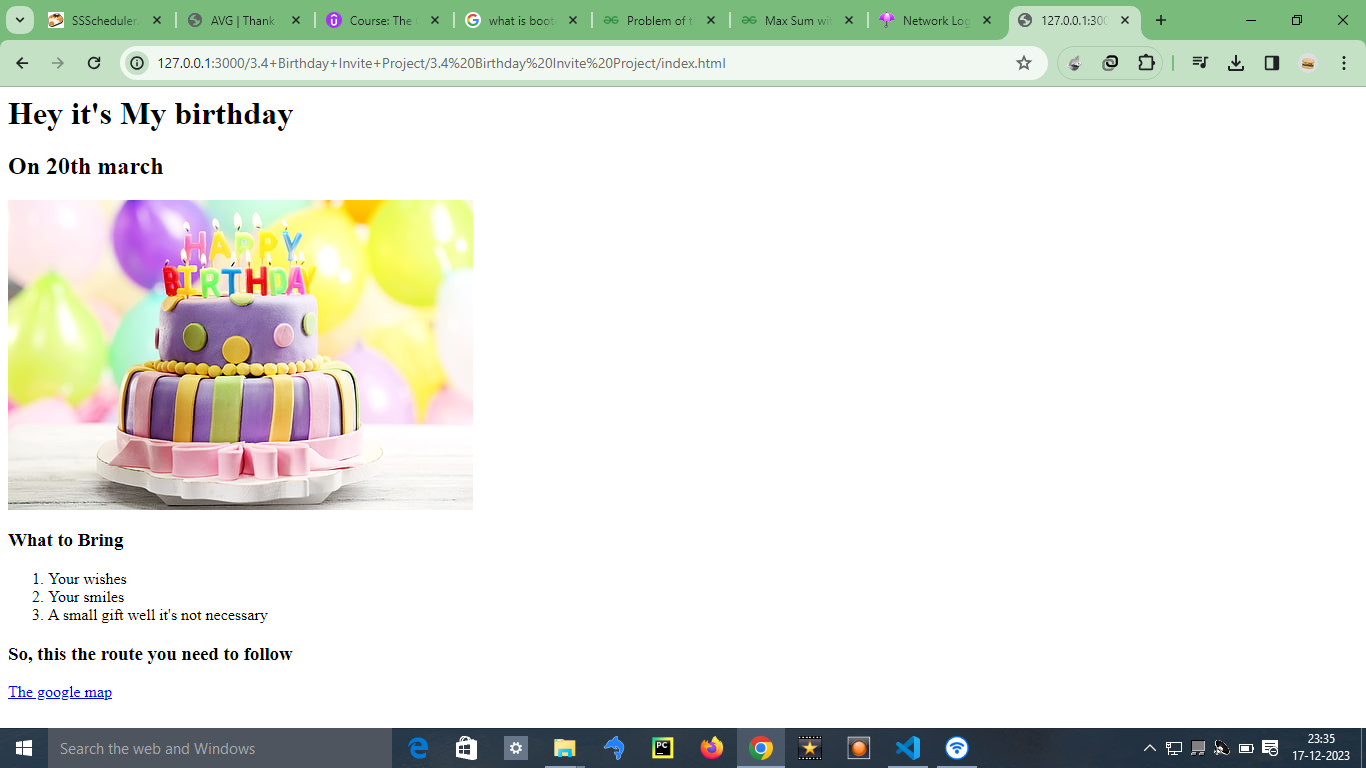 SSScheduler.
AVG | Thank
Course: The
what is boot
Problem of t
Max Sum wit
Network Log
127.0.0.1:300
127.0.0.1:3000/3.4+Birthday+Invite+Project/3.4%20Birthday%20Invite%20Project/index.html
Hey it's My birthday
On 20th march
HAPPY
BIRTHDAY
What to Bring
1. Your wishes
2. Your smiles
3. A small gift well it's not necessary
So, this the route you need to follow
The google map
Search the web and Windows
PC
23:35
17-12-2023